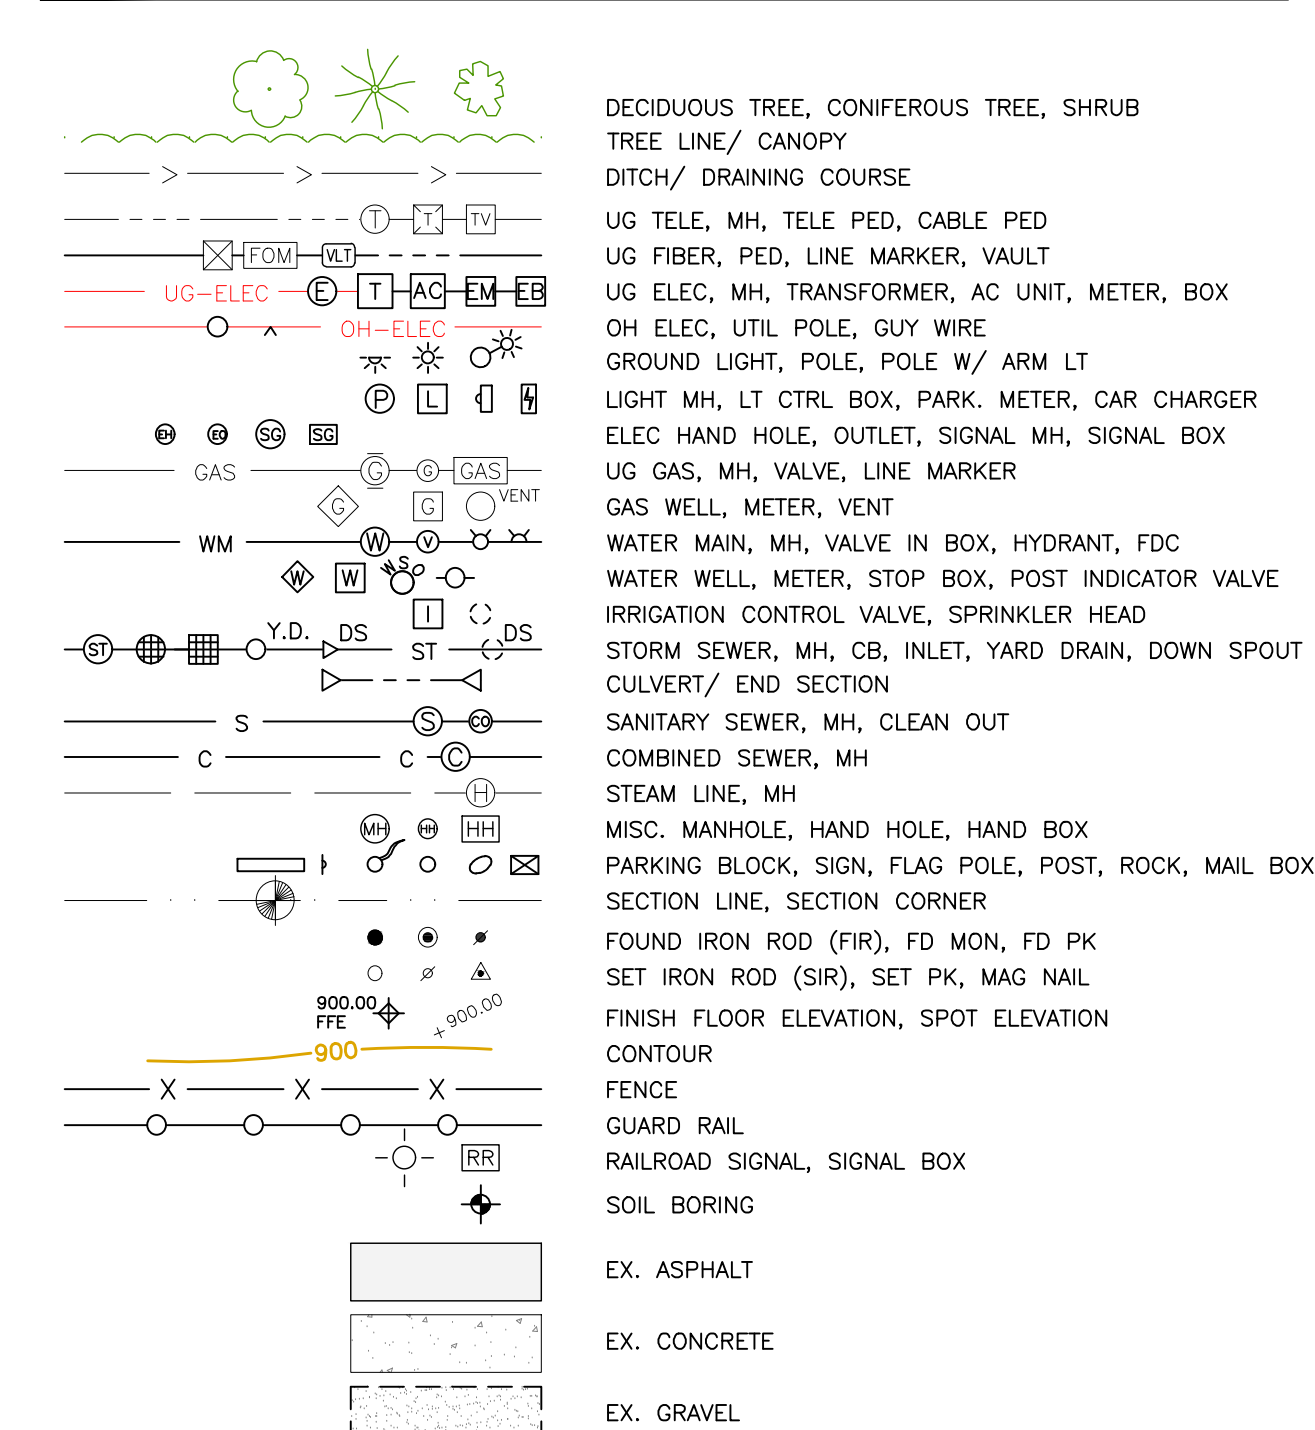 DECIDUOUS TREE, CONIFEROUS TREE, SHRUB
TREE LINE/ CANOPY
> > > DITCH/ DRAINING COURSE
T T TV UG TELE, MH, TELE PED, CABLE PED
FOM VLT UG FIBER, PED, LINE MARKER, VAULT
UG-ELEC E T AC EM EB UG ELEC, MH, TRANSFORMER, AC UNIT, METER, BOX
OH-ELEC OH ELEC, UTIL POLE, GUY WIRE
GROUND LIGHT, POLE, POLE W/ ARM LT
P L LIGHT MH, LT CTRL BOX, PARK. METER, CAR CHARGER
EH EO SG SG ELEC HAND HOLE, OUTLET, SIGNAL MH, SIGNAL BOX
GAS G G GAS UG GAS, MH, VALVE, LINE MARKER
G G VENT GAS WELL, METER, VENT
WM W V WATER MAIN, MH, VALVE IN BOX, HYDRANT, FDC
W W WSO WATER WELL, METER, STOP BOX, POST INDICATOR VALVE
I IRRIGATION CONTROL VALVE, SPRINKLER HEAD
ST Y.D. DS ST DS STORM SEWER, MH, CB, INLET, YARD DRAIN, DOWN SPOUT
CULVERT/ END SECTION
S S CO SANITARY SEWER, MH, CLEAN OUT
C C C COMBINED SEWER, MH
H STEAM LINE, MH
MH HH HH MISC. MANHOLE, HAND HOLE, HAND BOX
PARKING BLOCK, SIGN, FLAG POLE, POST, ROCK, MAIL BOX
SECTION LINE, SECTION CORNER
FOUND IRON ROD (FIR), FD MON, FD PK
SET IRON ROD (SIR), SET PK, MAG NAIL
900.00
FFE +900.00 FINISH FLOOR ELEVATION, SPOT ELEVATION
900 CONTOUR
X X X FENCE
GUARD RAIL
RR RAILROAD SIGNAL, SIGNAL BOX
SOIL BORING
EX. ASPHALT
EX. CONCRETE
EX. GRAVEL